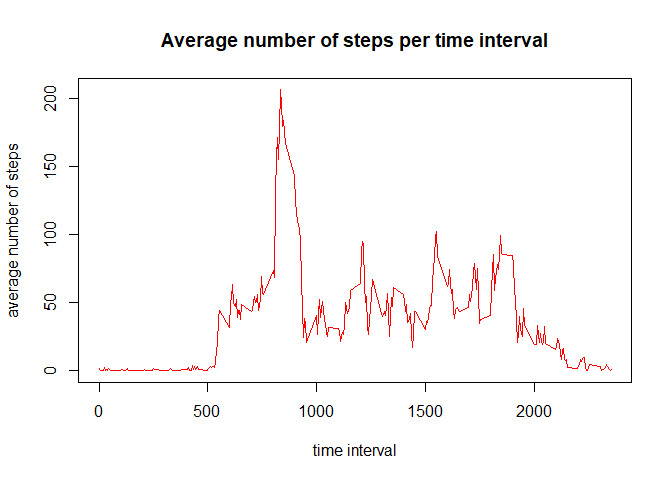 Average number of steps per time interval
average number of steps
200
150
100
50
0
0 500 1000 1500 2000
time interval